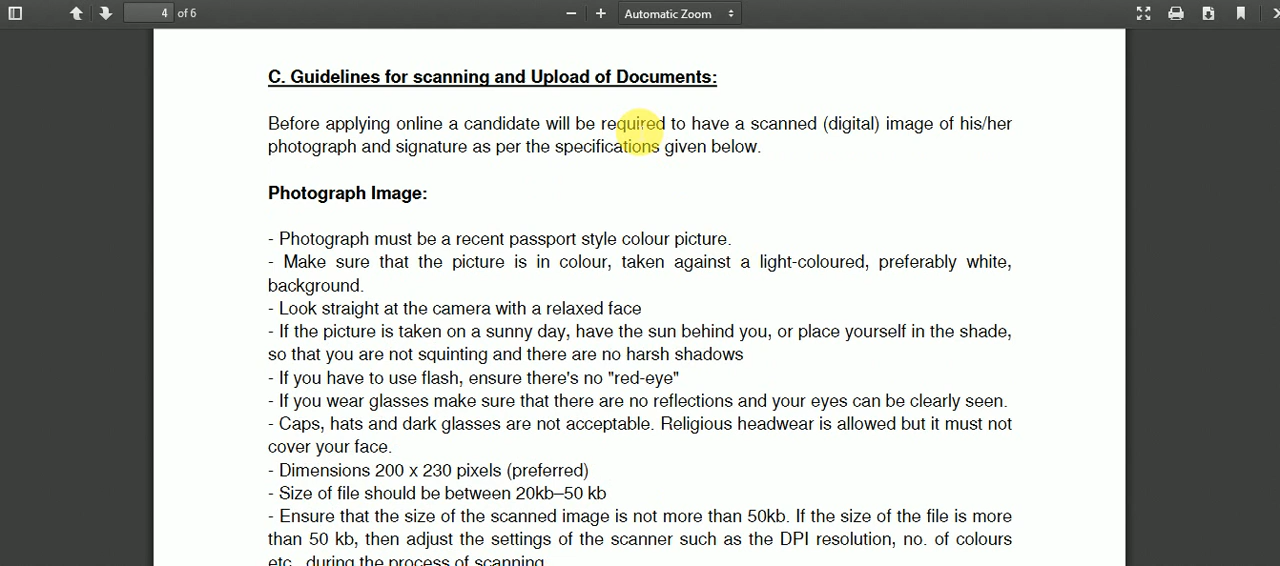 4 of 6
Automatic Zoom
C. Guidelines for scanning and Upload of Documents:
Before applying online a candidate will be required to have a scanned (digital) image of his/her
photograph and signature as per the specifications given below.
Photograph Image:
- Photograph must be a recent passport style colour picture.
- Make sure that the picture is in colour, taken against a light-coloured, preferably white,
background.
- Look straight at the camera with a relaxed face
- If the picture is taken on a sunny day, have the sun behind you, or place yourself in the shade,
so that you are not squinting and there are no harsh shadows
- If you have to use flash, ensure there's no "red-eye"
- If you wear glasses make sure that there are no reflections and your eyes can be clearly seen.
- Caps, hats and dark glasses are not acceptable. Religious headwear is allowed but it must not
cover your face.
- Dimensions 200 x 230 pixels (preferred)
- Size of file should be between 20kb–50 kb
- Ensure that the size of the scanned image is not more than 50kb. If the size of the file is more
than 50 kb, then adjust the settings of the scanner such as the DPI resolution, no. of colours
etc., during the process of scanning.